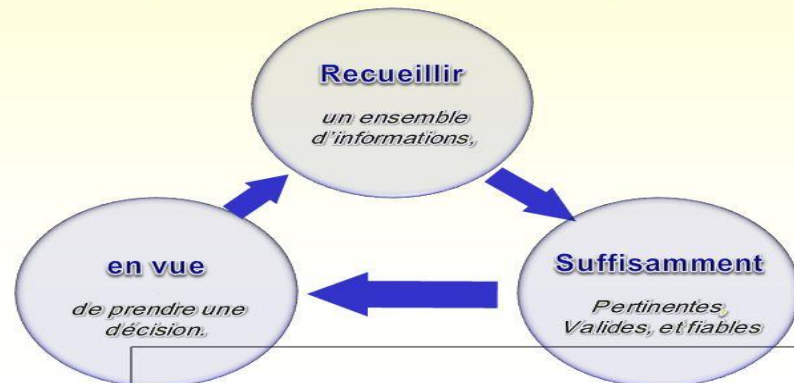 Recueillir
un ensemble
d'informations,
Suffisamment
Pertinentes,
Valides, et fiables
en vue
de prendre une
décision.